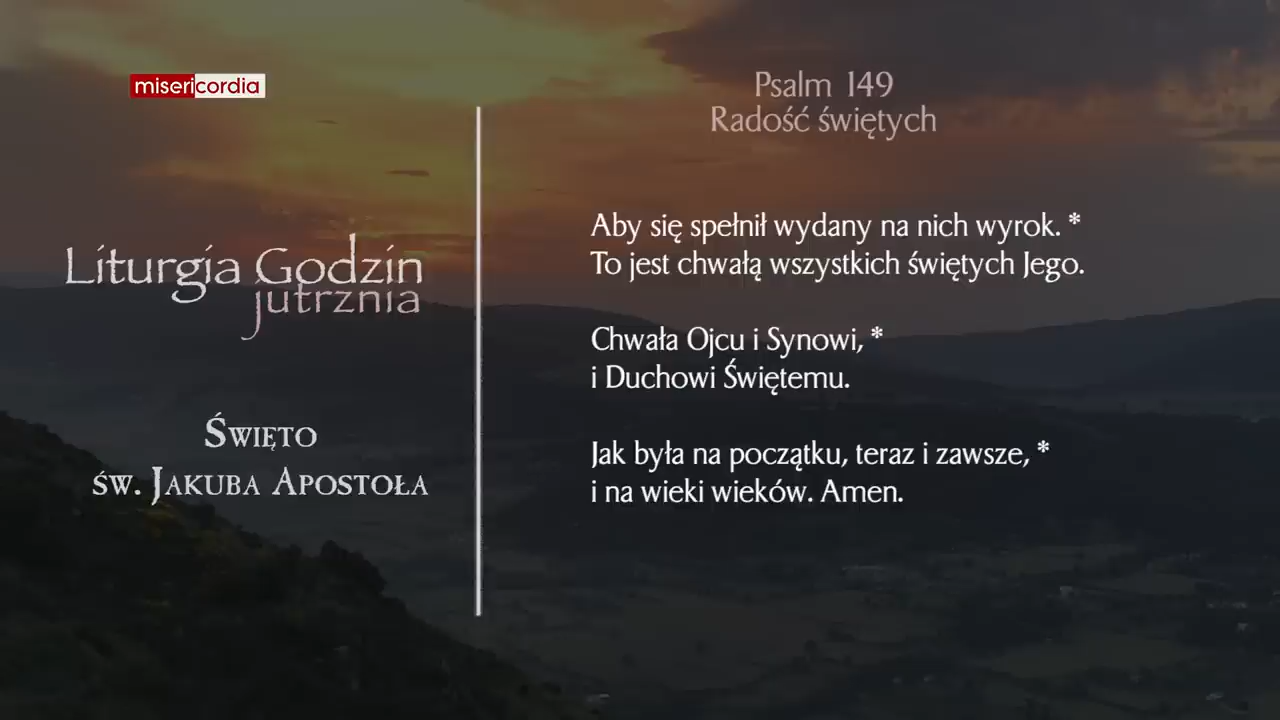 misericordia
Liturgia Godzin
jutrznia
Święto
św. Jakuba Apostoła
Psalm 149
Radość świętych
Aby się spełnił wydany na nich wyrok. *
To jest chwałą wszystkich świętych Jego.
Chwała Ojcu i Synowi, *
i Duchowi Świętemu.
Jak była na początku, teraz i zawsze, *
i na wieki wieków. Amen.